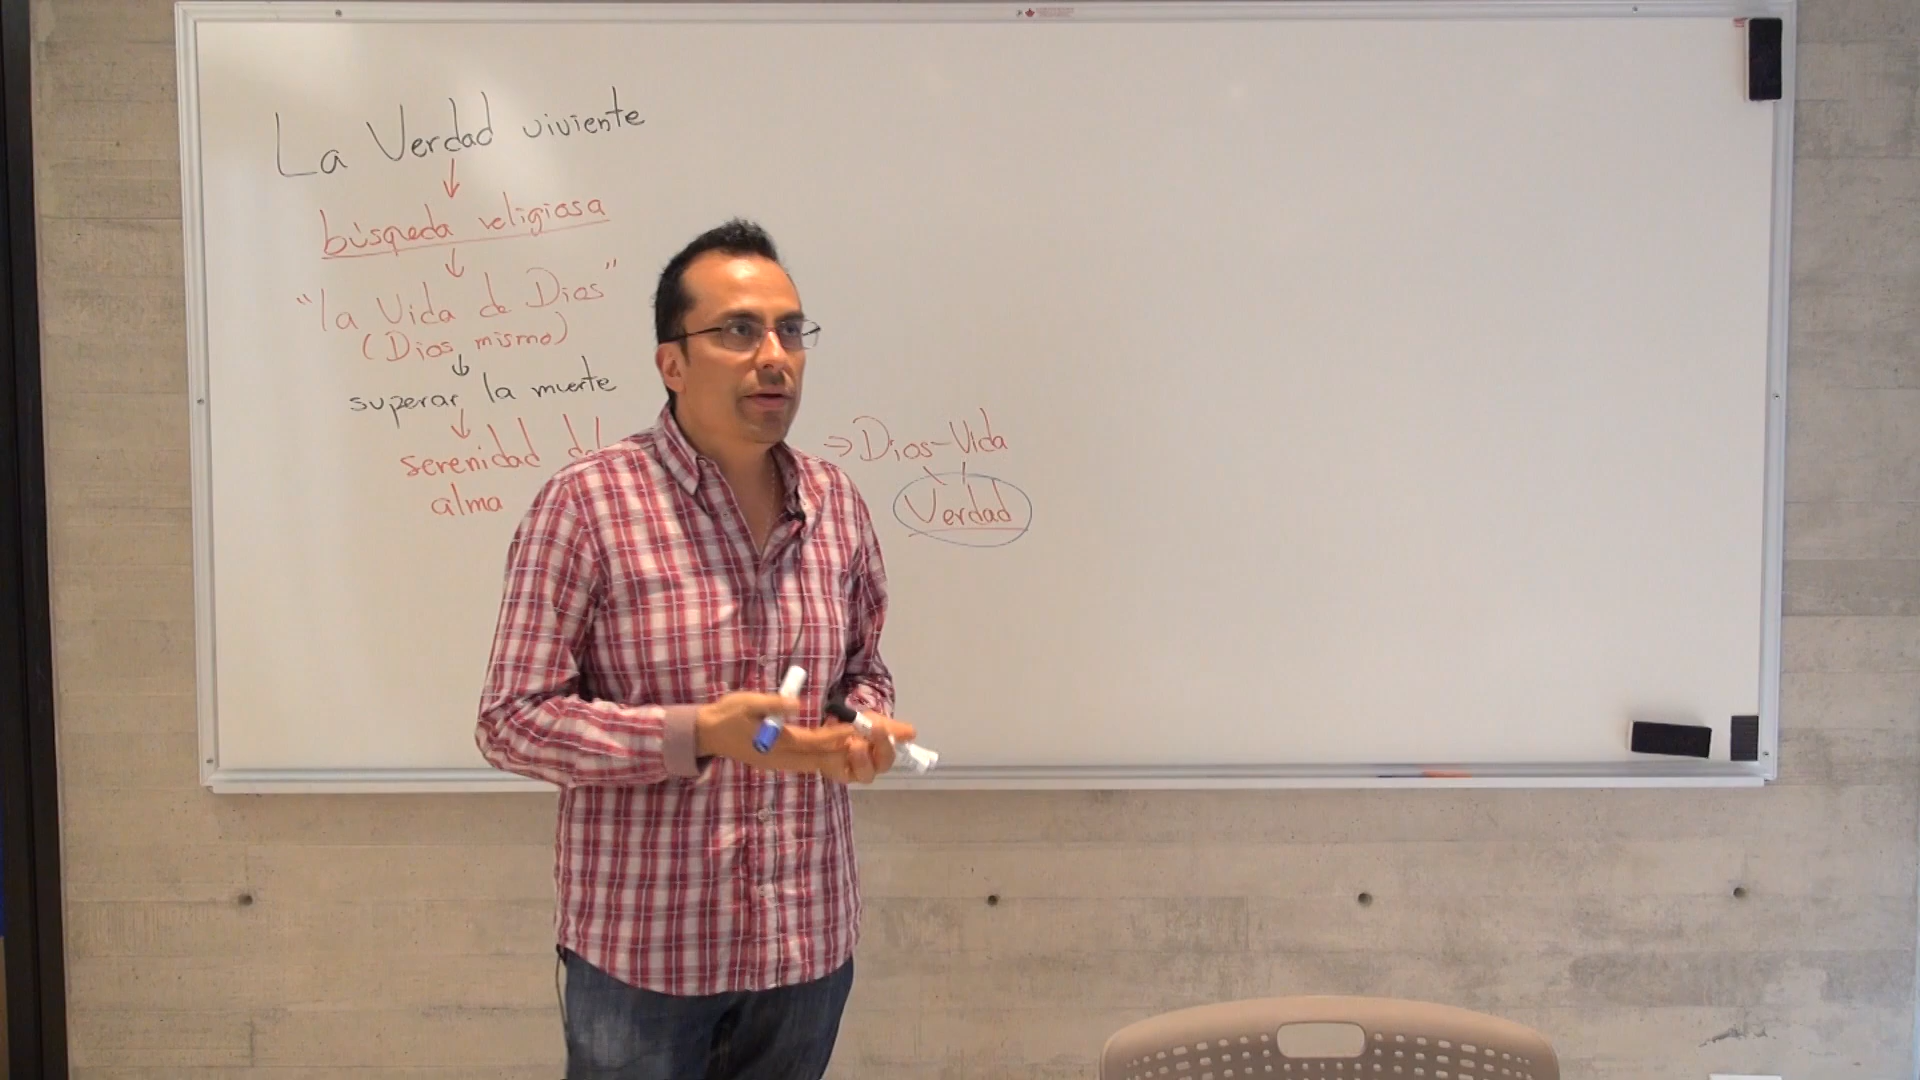 La Verdad viviente
↓
búsqueda religiosa
↓
"la Vida de Dios"
(Dios mismo)
↓
superar la muerte
↓
serenidad del
alma
→ Dios-Vida
Verdad